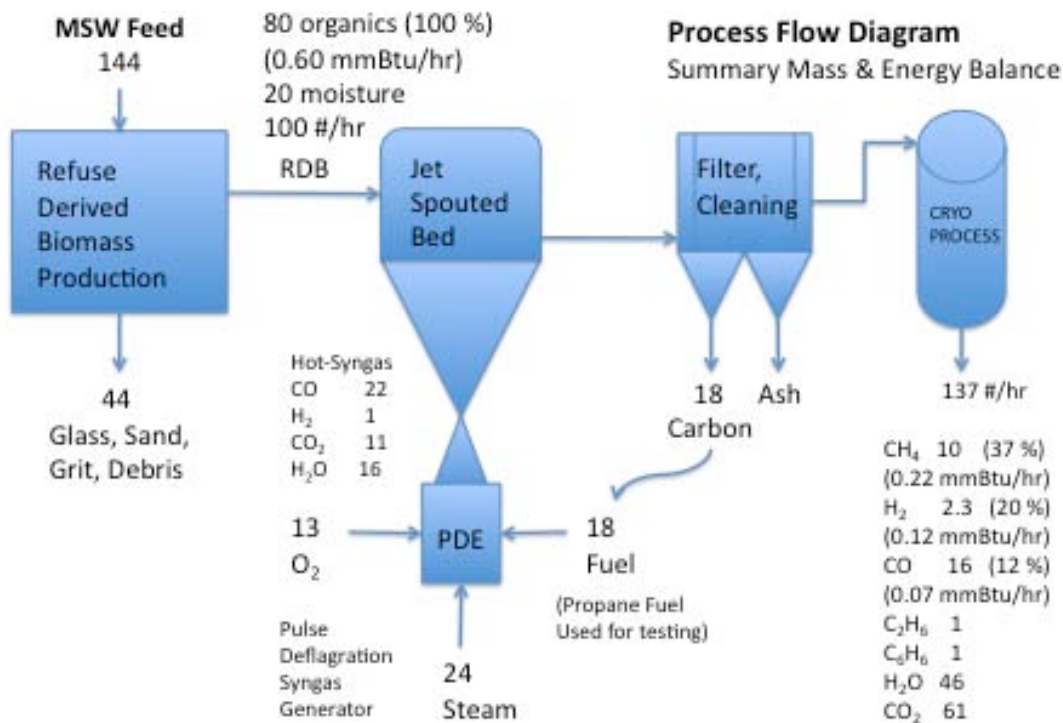 MSW Feed
144
80 organics (100 %)
(0.60 mmBtu/hr)
20 moisture
100 #/hr
RDB
Process Flow Diagram
Summary Mass & Energy Balance
Refuse
Derived
Biomass
Production
Jet
Spouted
Bed
Filter,
Cleaning
CRYO
PROCESS
44
Glass, Sand,
Grit, Debris
Hot-Syngas
CO 22
H₂ 1
CO₂ 11
H₂O 16
18
Carbon
Ash
137 #/hr
13
O₂
PDE
18
Fuel
(Propane Fuel
Used for testing)
Pulse
Deflagration
Syngas
Generator
24
Steam
CH₄ 10 (37 %)
(0.22 mmBtu/hr)
H₂ 2.3 (20 %)
(0.12 mmBtu/hr)
CO 16 (12 %)
(0.07 mmBtu/hr)
C₂H₆ 1
C₆H₆ 1
H₂O 46
CO₂ 61